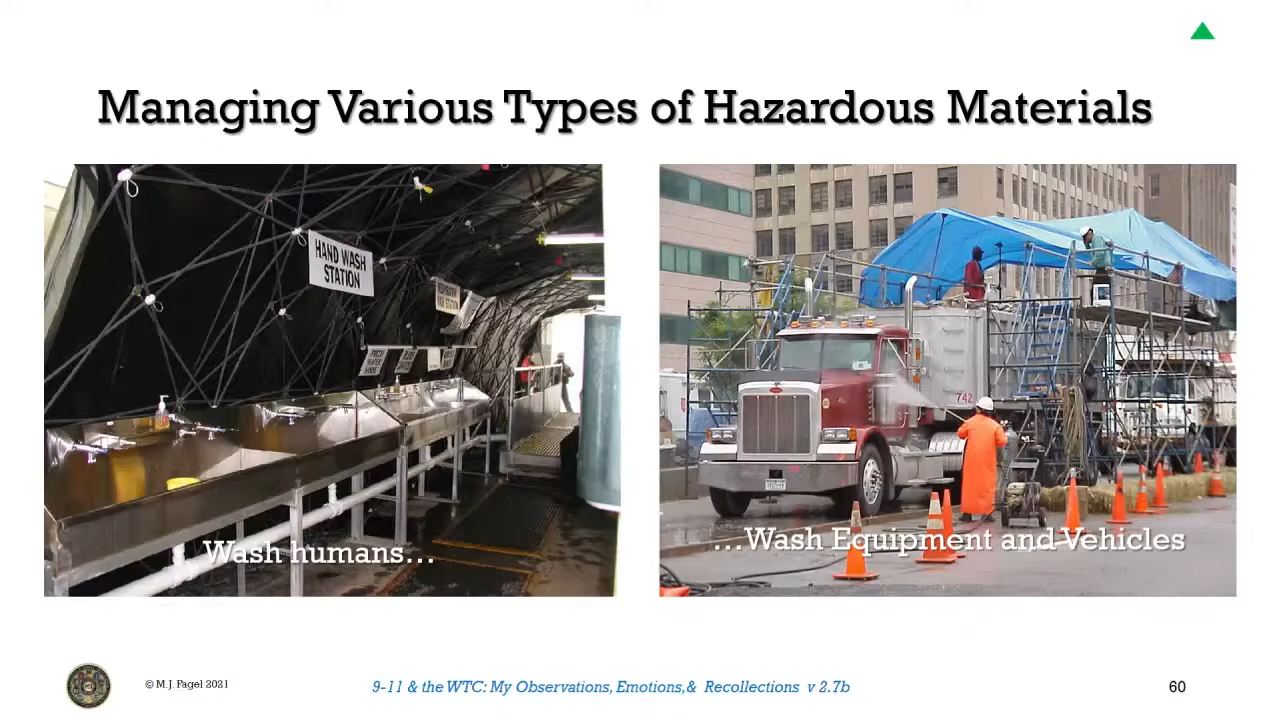 Managing Various Types of Hazardous Materials
HAND WASH
STATION
742
Wash humans...
...Wash Equipment and Vehicles
© M.J. Fagel 2021
9-11 & the WTC: My Observations, Emotions,& Recollections v 2.7b
60